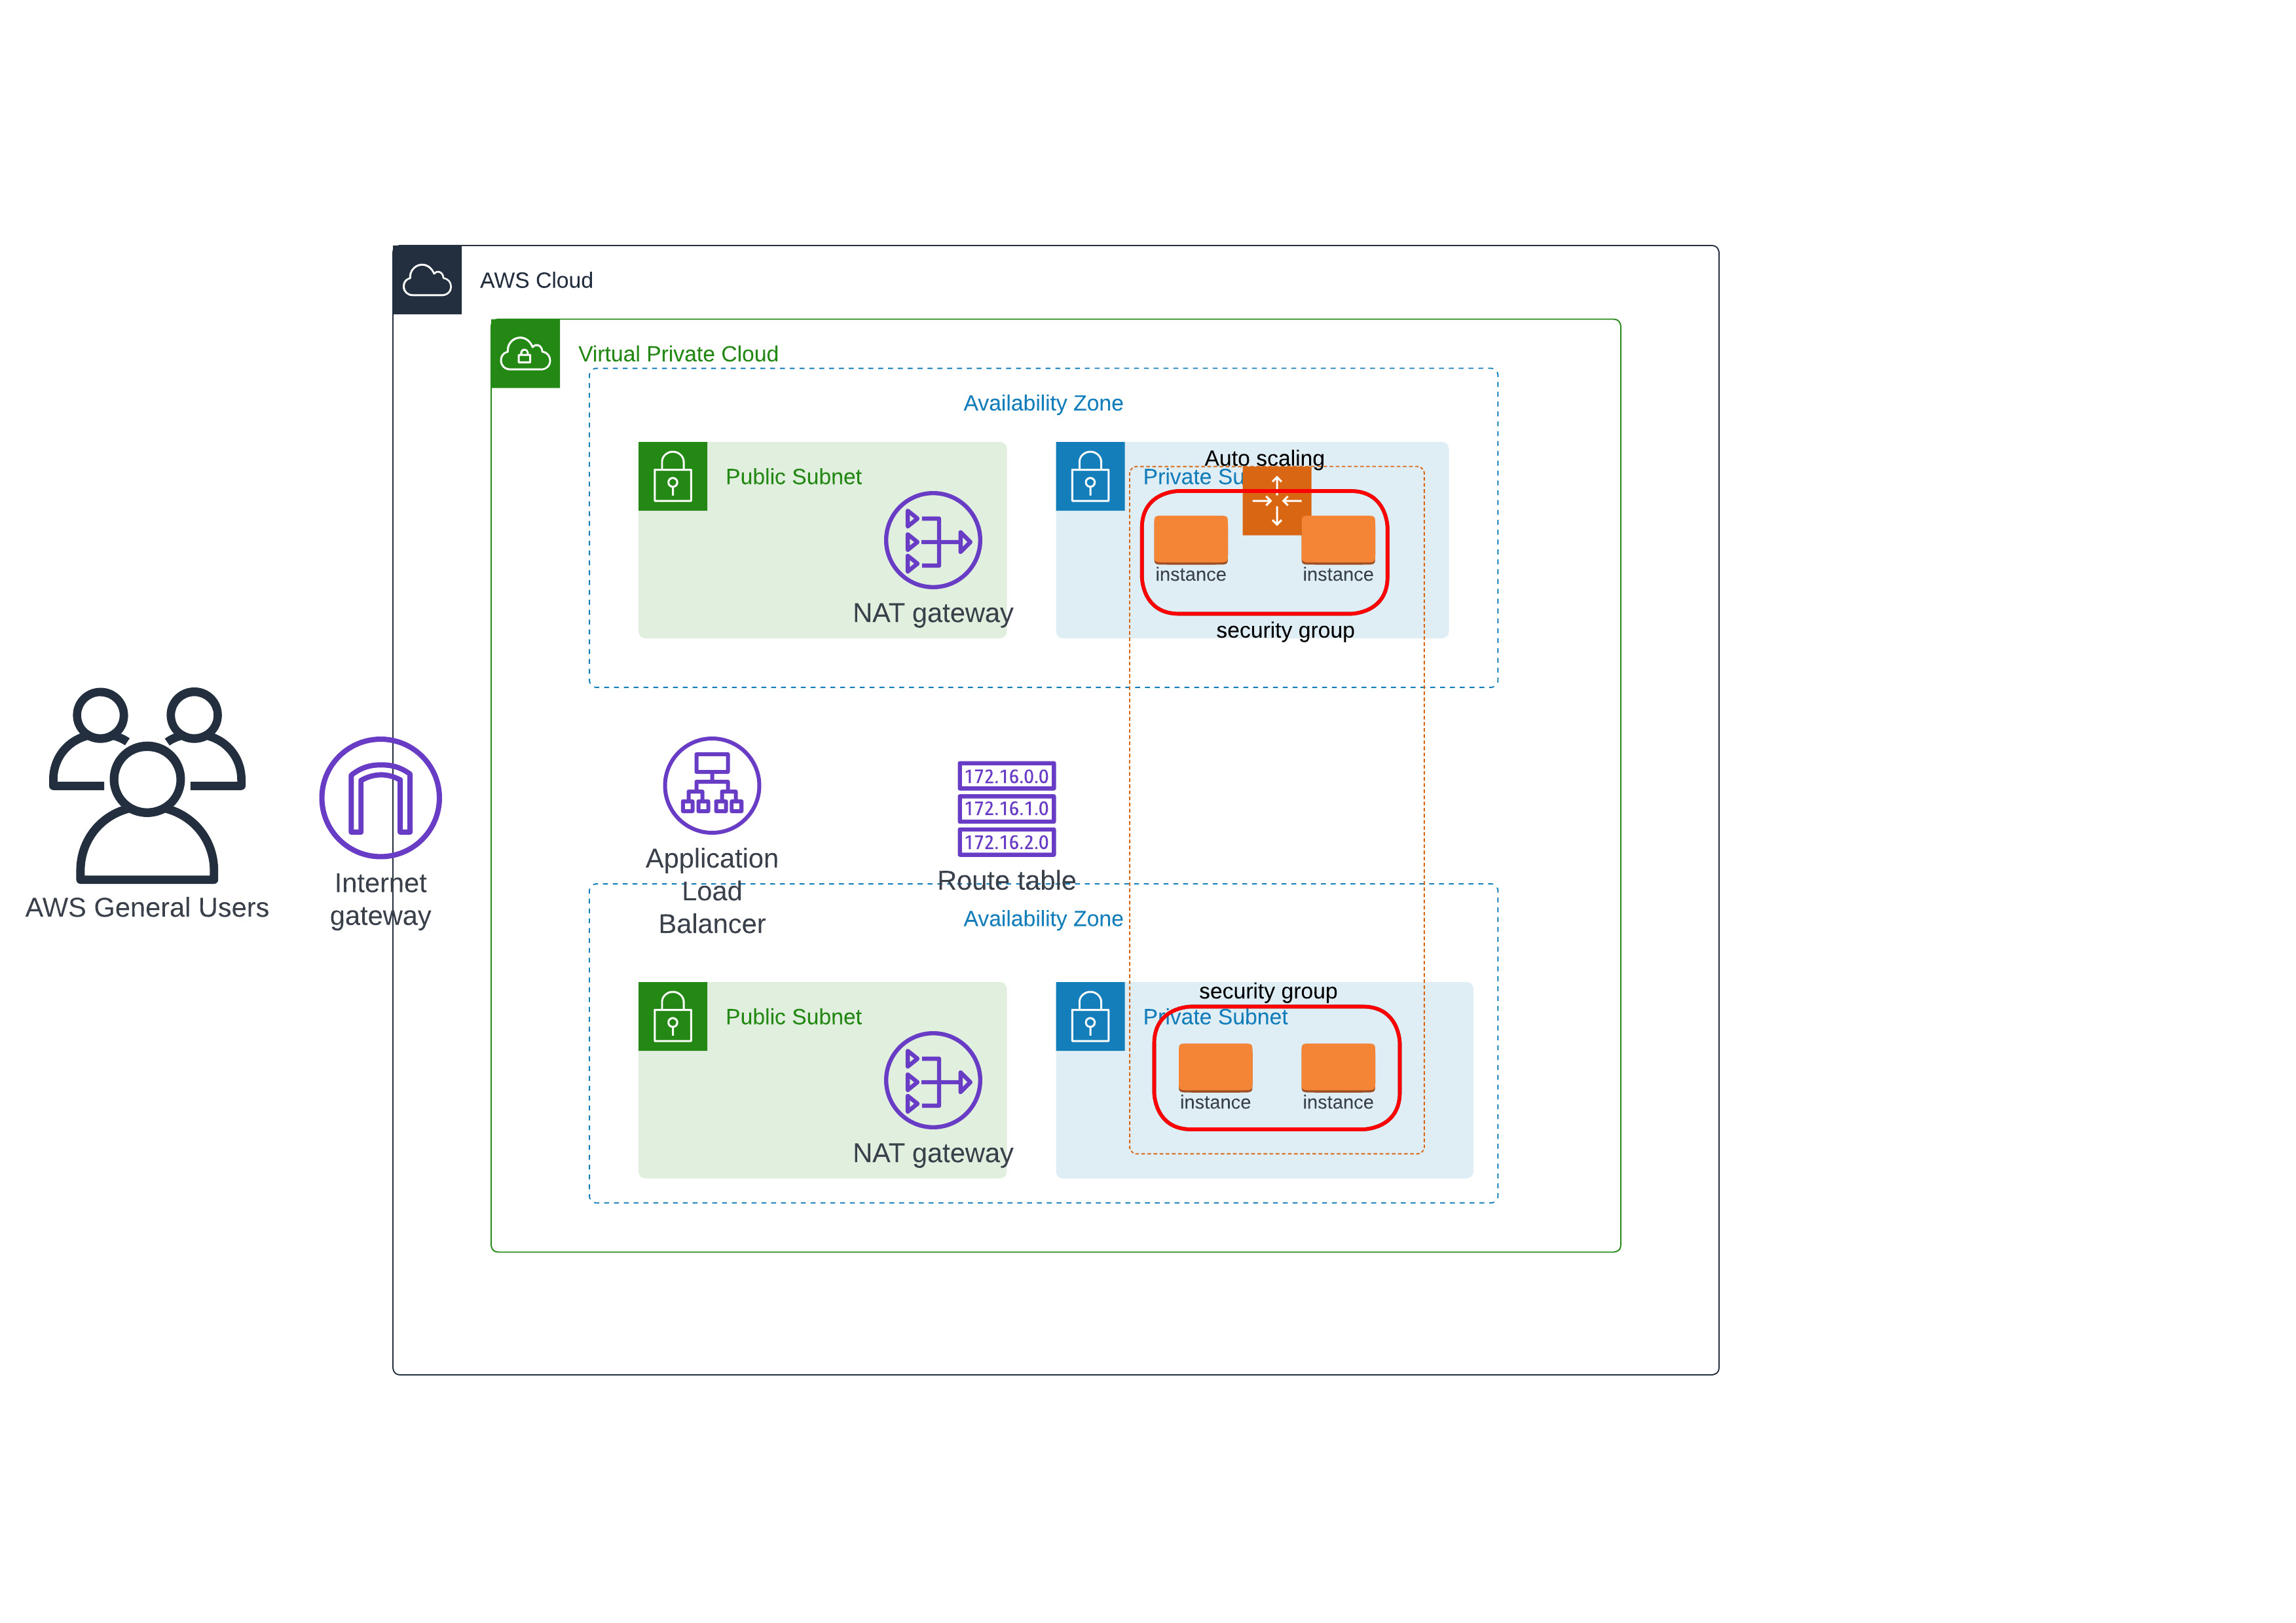 AWS Cloud
Virtual Private Cloud
Availability Zone
Public Subnet
NAT gateway
Auto scaling
Private Su
instance
instance
security group
AWS General Users
Internet
gateway
Application
Load
Balancer
172.16.0.0
172.16.1.0
172.16.2.0
Route table
Availability Zone
Public Subnet
NAT gateway
security group
Private Subnet
instance
instance